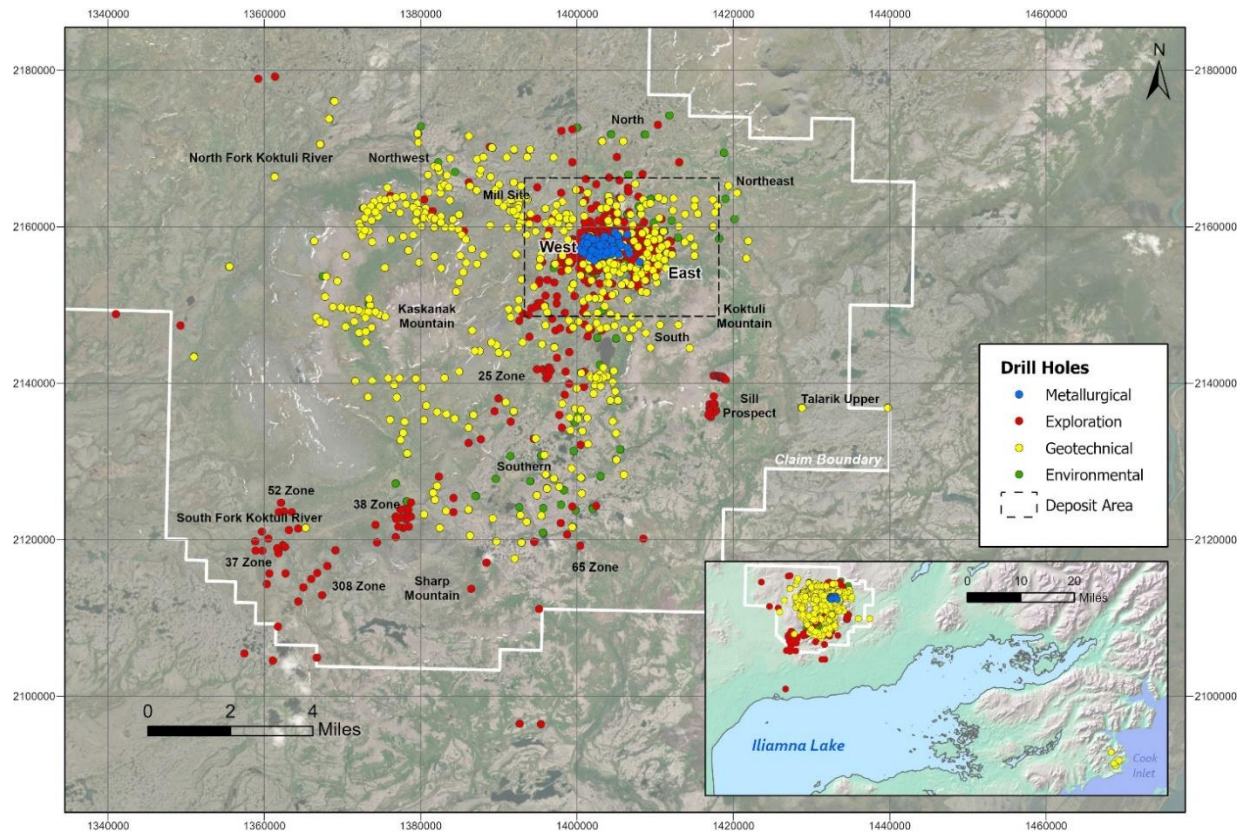 1340000 1360000 1380000 1400000 1420000 1440000 1460000
N
2180000 2180000
North
North Fork Koktuli River Northwest
Mill Site Northeast
2160000 2160000
West
East
Kaskanak
Mountain
Koktuli
Mountain
South
25 Zone
2140000 2140000
Sill
Prospect
Talarik Upper
Claim Boundary
Southern
52 Zone
38 Zone
South Fork Koktuli River
2120000 2120000
37 Zone
308 Zone
Sharp
Mountain
65 Zone
2100000 2100000
Drill Holes
Metallurgical
Exploration
Geotechnical
Environmental
Deposit Area
0 10 20
Miles
Iliamna Lake
Cook
Inlet
0 2 4
Miles
1340000 1360000 1380000 1400000 1420000 1440000 1460000